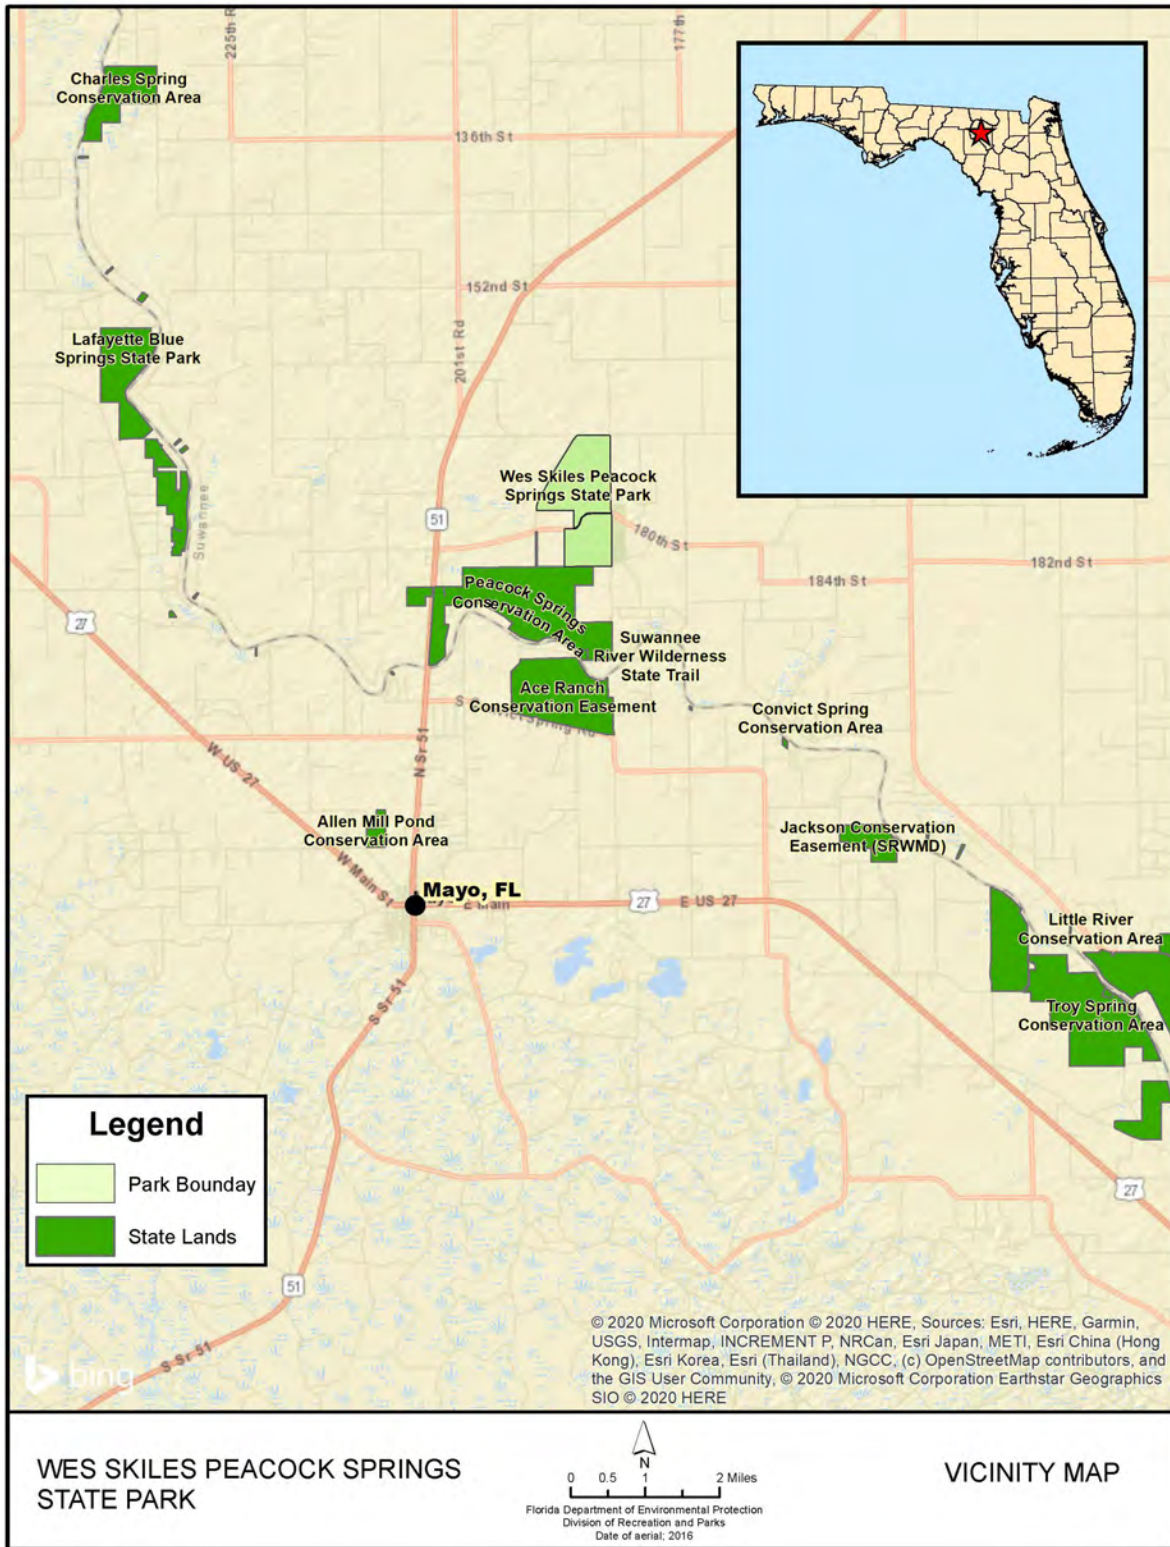 225th R
177th
Charles Spring
Conservation Area
136th St
152nd St
201st Rd
Lafayette Blue
Springs State Park
Suwannee
Wes Skiles Peacock
Springs State Park
51
180th St
182nd St
184th St
27
Peacock Springs
Conservation Area
Suwannee
River Wilderness
State Trail
Ace Ranch
Conservation Easement
S Convict Spring Rd
Convict Spring
Conservation Area
W US 27
N Sr 51
Allen Mill Pond
Conservation Area
Jackson Conservation
Easement (SRWMD)
W Main St
Mayo, FL
E Main
27
E US 27
Little River
Conservation Area
S Sr 51
Troy Spring
Conservation Area
Legend
Park Bounday
State Lands
27
51
S Sr 51
bing
© 2020 Microsoft Corporation © 2020 HERE, Sources: Esri, HERE, Garmin,
USGS, Intermap, INCREMENT P, NRCan, Esri Japan, METI, Esri China (Hong
Kong), Esri Korea, Esri (Thailand), NGCC, (c) OpenStreetMap contributors, and
the GIS User Community, © 2020 Microsoft Corporation Earthstar Geographics
SIO © 2020 HERE
WES SKILES PEACOCK SPRINGS
STATE PARK
N
0 0.5 1 2 Miles
Florida Department of Environmental Protection
Division of Recreation and Parks
Date of aerial; 2016
VICINITY MAP